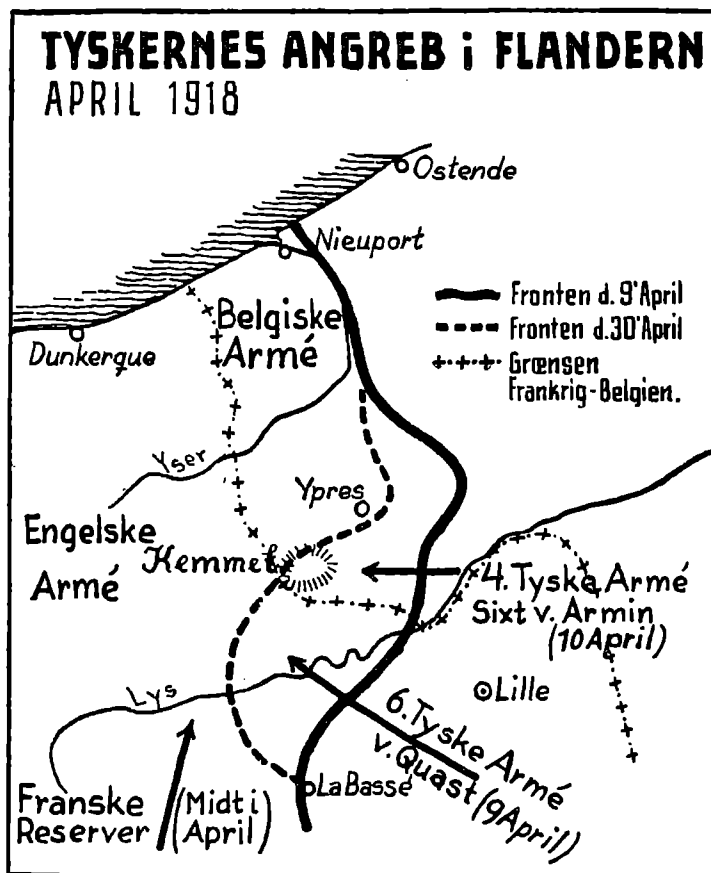 TYSKERNES ANGREB i FLANDERN
APRIL 1918
Ostende
Nieuport
Fronten d. 9' April
Belgiske
Armé
Fronten d. 30' April
Dunkerque
Grænsen
Frankrig-Belgien.
Yser
Ypres
Engelske
Armé
Kemmel
4. Tyske Armé
Sixt v. Armin
(10 April)
Lys
Lille
6. Tyske Armé
v. Quast (9 April)
La Bassé
Franske
Reserver
(Midt i
April)